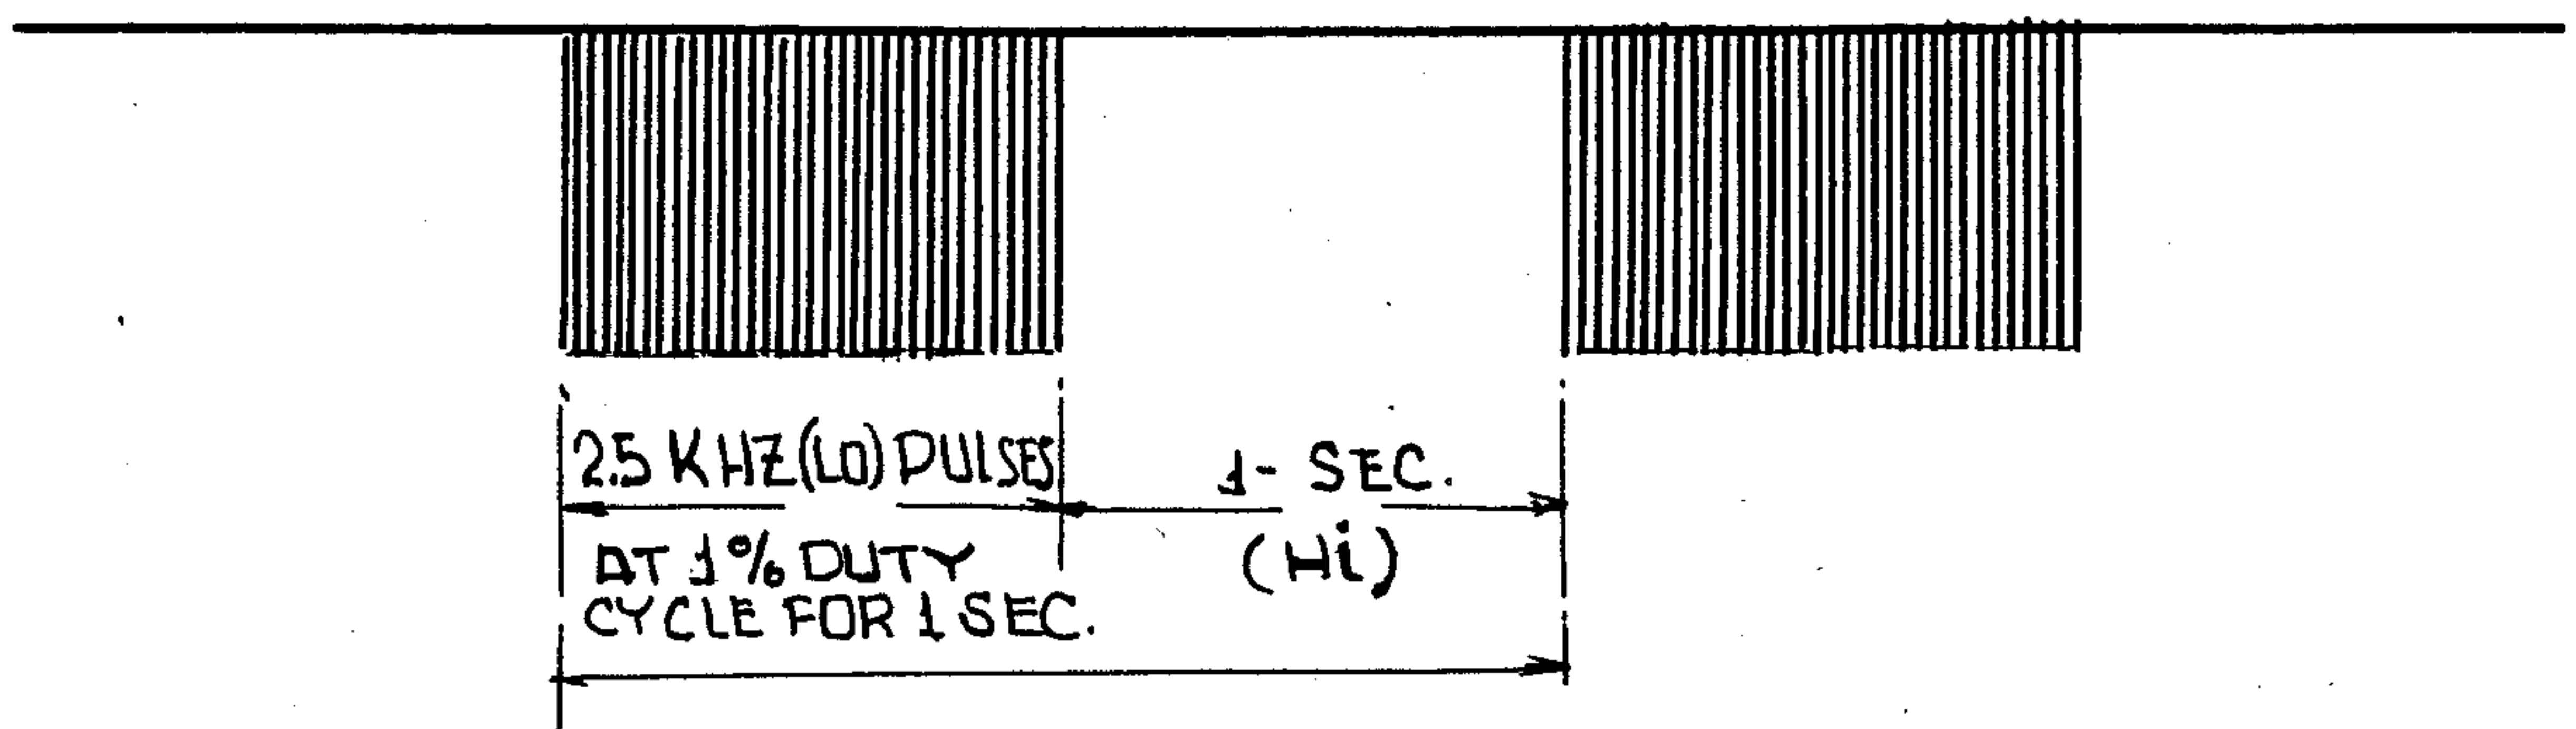 2.5 KHZ (LO) PULSES
AT 1% DUTY
CYCLE FOR 1 SEC.
1- SEC.
(Hi)